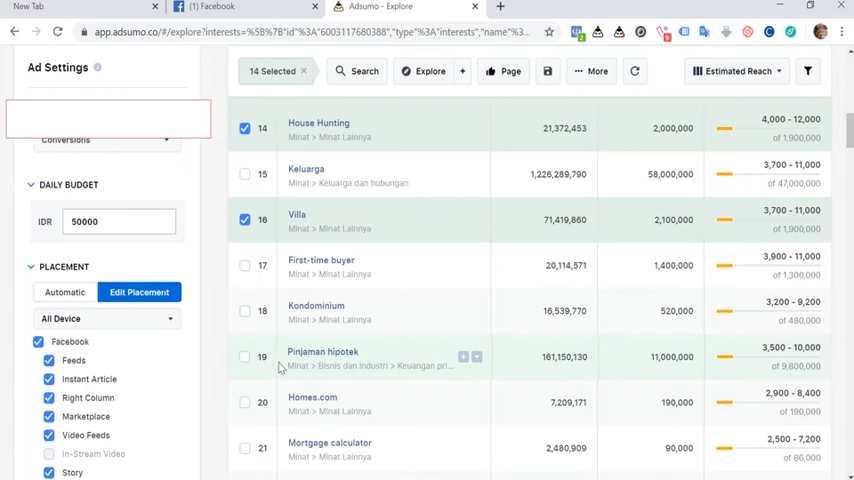 New Tab
(1) Facebook
Adsumo - Explore
app.adsumo.co/#/explore?interests=%5B%7B"id"%3A"6003117680388","type"%3A"interests","name"%3...
Ad Settings
14 Selected
Search
Explore
Page
More
Estimated Reach
Conversions
DAILY BUDGET
IDR
50000
PLACEMENT
Automatic
Edit Placement
All Device
Facebook
Feeds
Instant Article
Right Column
Marketplace
Video Feeds
In-Stream Video
Story
14
House Hunting
Minat > Minat Lainnya
21,372,453
2,000,000
4,000 - 12,000
of 1,900,000
15
Keluarga
Minat > Keluarga dan hubungan
1,226,289,790
58,000,000
3,700 - 11,000
of 47,000,000
16
Villa
Minat > Minat Lainnya
71,419,860
2,100,000
3,700 - 11,000
of 1,900,000
17
First-time buyer
Minat > Minat Lainnya
20,114,571
1,400,000
3,900 - 11,000
of 1,300,000
18
Kondominium
Minat > Minat Lainnya
16,539,770
520,000
3,200 - 9,200
of 480,000
19
Pinjaman hipotek
Minat > Bisnis dan industri > Keuangan pri...
161,150,130
11,000,000
3,500 - 10,000
of 9,800,000
20
Homes.com
Minat > Minat Lainnya
7,209,171
190,000
2,900 - 8,400
of 190,000
21
Mortgage calculator
Minat > Minat Lainnya
2,480,909
90,000
2,500 - 7,200
of 86,000